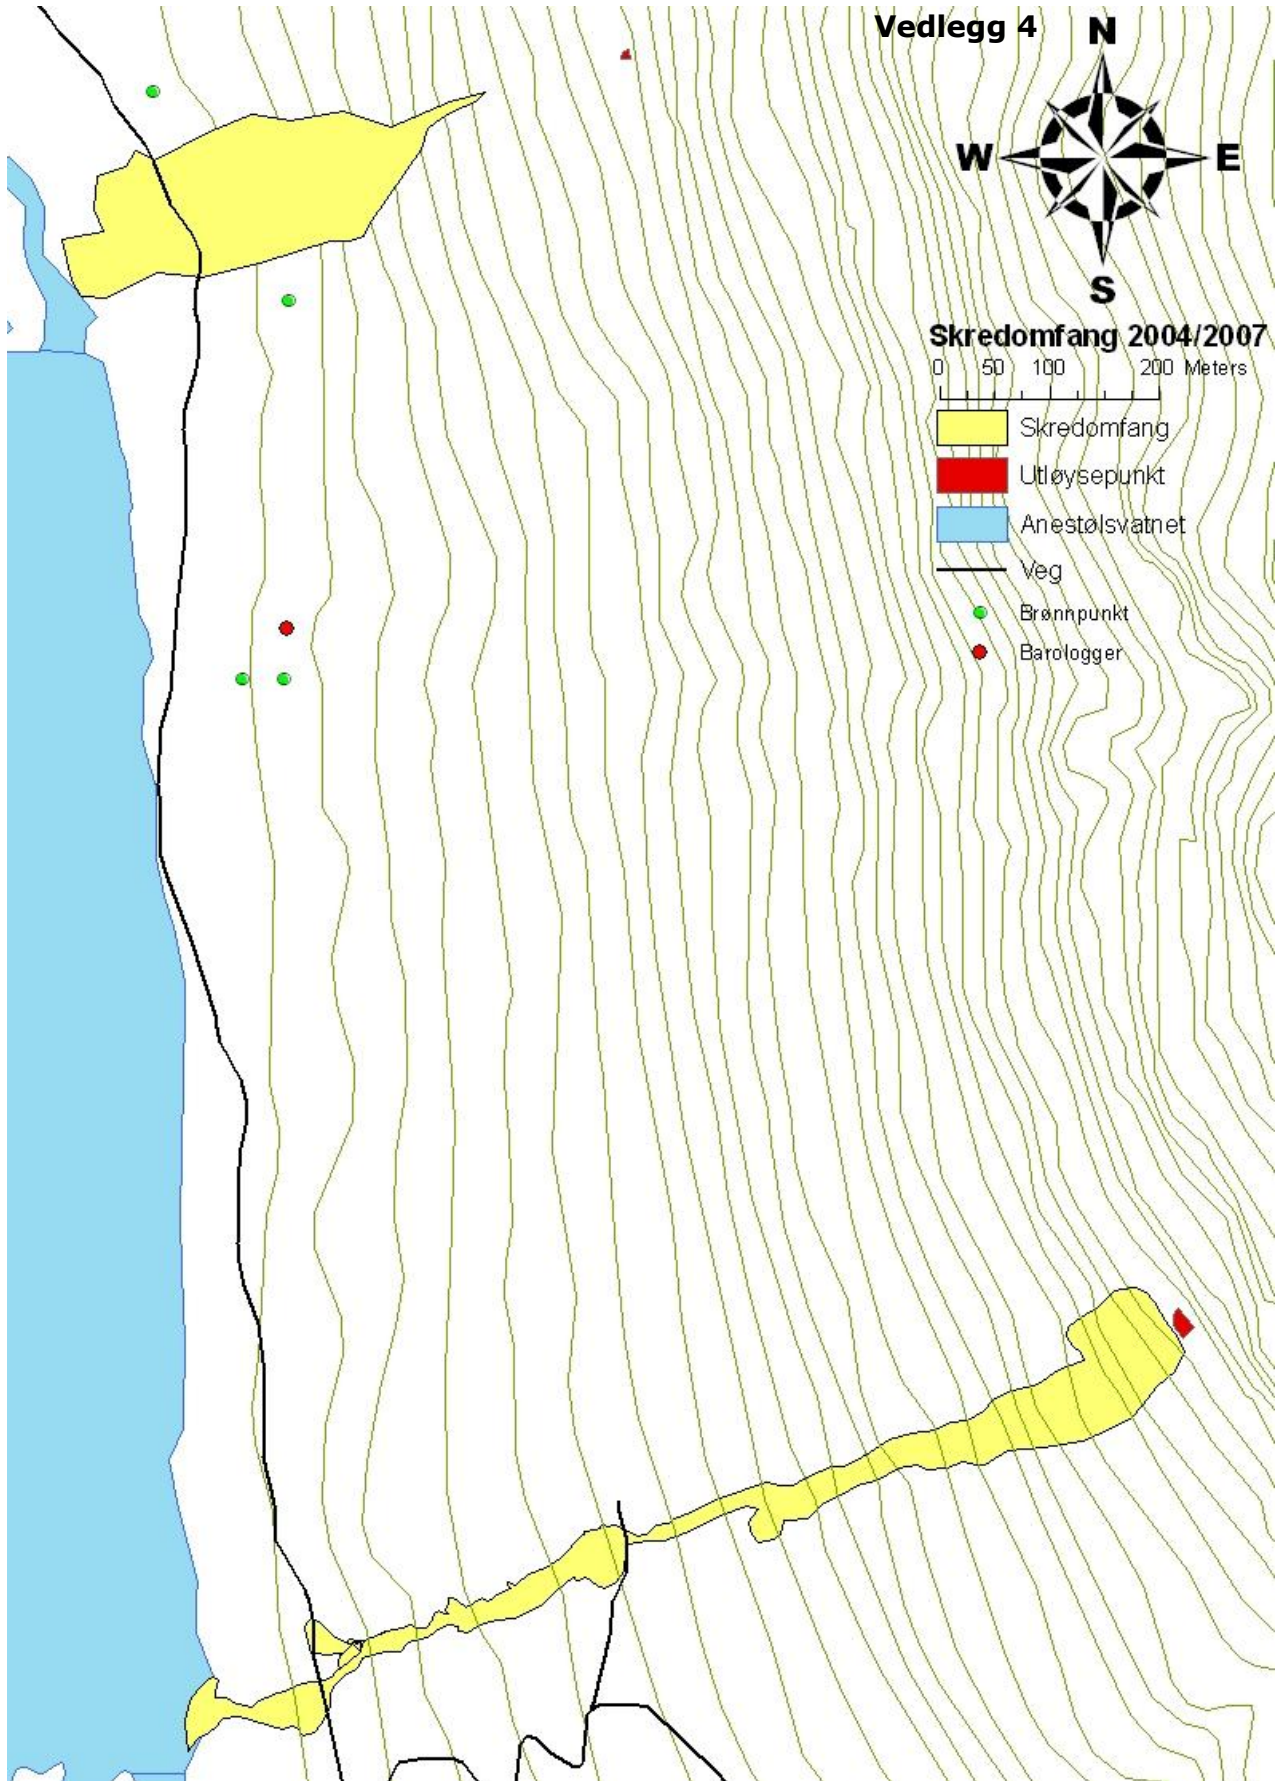 Vedlegg 4
N
W
E
S
Skredomfang 2004/2007
0 50 100 200 Meters
Skredomfang
Utløysepunkt
Anestølsvatnet
Veg
Brønnpunkt
Barologger